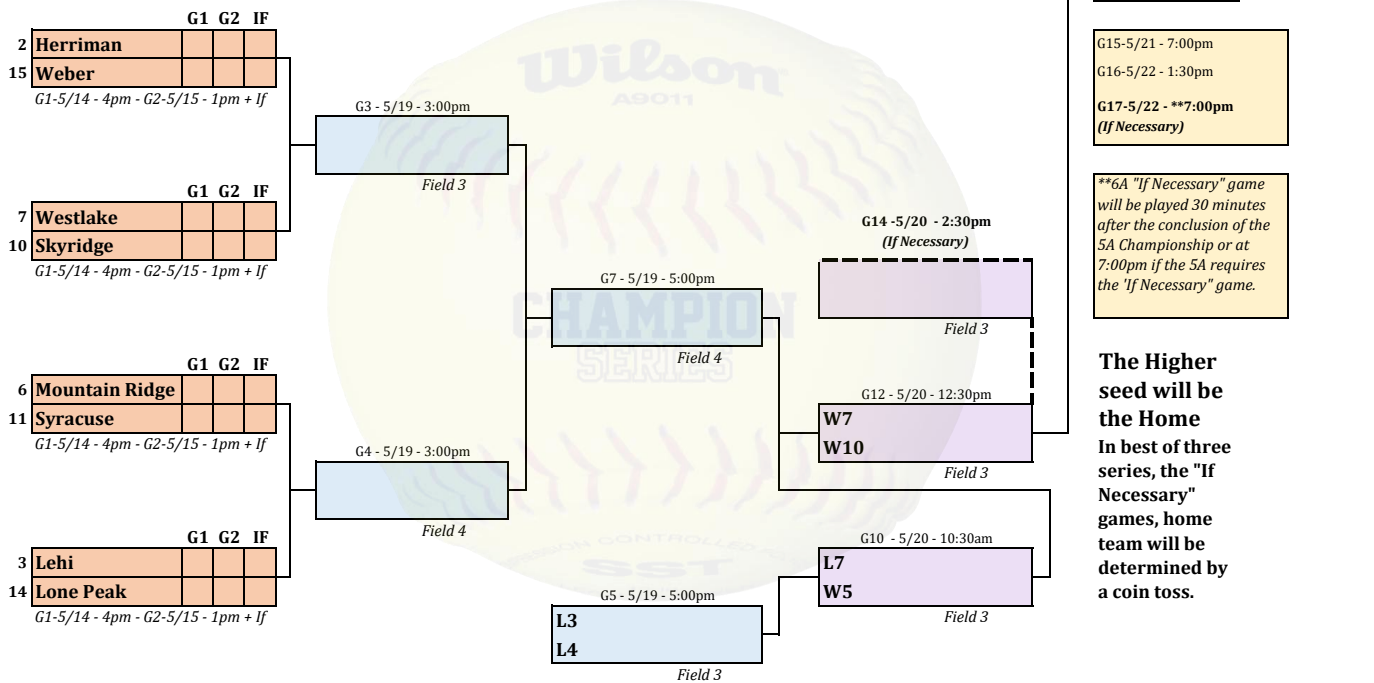 G1 G2 IF
2 Herriman
15 Weber
G1-5/14 - 4pm - G2-5/15 - 1pm + If
G1 G2 IF
7 Westlake
10 Skyridge
G1-5/14 - 4pm - G2-5/15 - 1pm + If
G1 G2 IF
6 Mountain Ridge
11 Syracuse
G1-5/14 - 4pm - G2-5/15 - 1pm + If
G1 G2 IF
3 Lehi
14 Lone Peak
G1-5/14 - 4pm - G2-5/15 - 1pm + If
G3 - 5/19 - 3:00pm
Field 3
G4 - 5/19 - 3:00pm
Field 4
Wilson
A9011
G7 - 5/19 - 5:00pm
CHAMPION
SERIES
Field 4
SST
G5 - 5/19 - 5:00pm
L3
L4
Field 3
G14 -5/20 - 2:30pm
(If Necessary)
Field 3
G12 - 5/20 - 12:30pm
W7
W10
Field 3
G10 - 5/20 - 10:30am
L7
W5
Field 3
G15-5/21 - 7:00pm
G16-5/22 - 1:30pm
G17-5/22 - **7:00pm
(If Necessary)
**6A "If Necessary" game
will be played 30 minutes
after the conclusion of the
5A Championship or at
7:00pm if the 5A requires
the 'If Necessary" game.
The Higher
seed will be
the Home
In best of three
series, the "If
Necessary"
games, home
team will be
determined by
a coin toss.